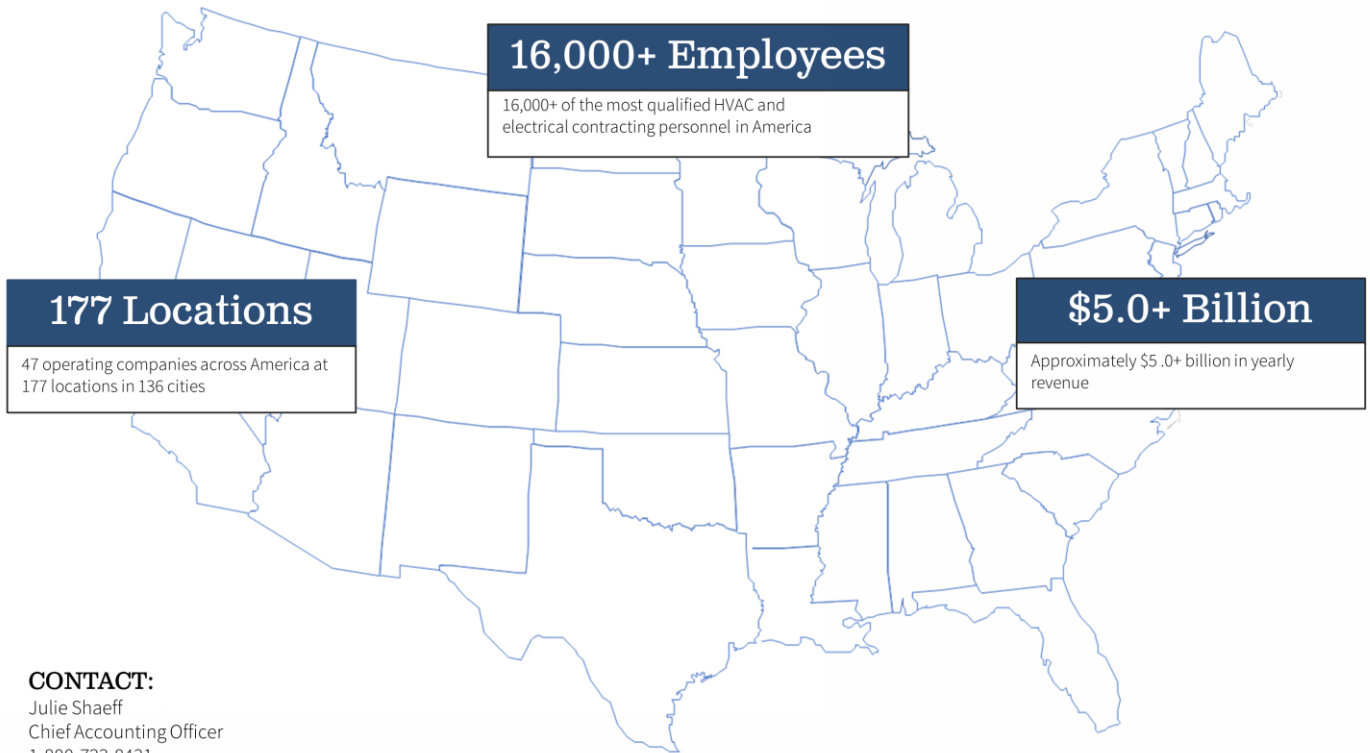 16,000+ Employees
16,000+ of the most qualified HVAC and
electrical contracting personnel in America
177 Locations
47 operating companies across America at
177 locations in 136 cities
$5.0+ Billion
Approximately $5 .0+ billion in yearly
revenue
CONTACT:
Julie Shaeff
Chief Accounting Officer